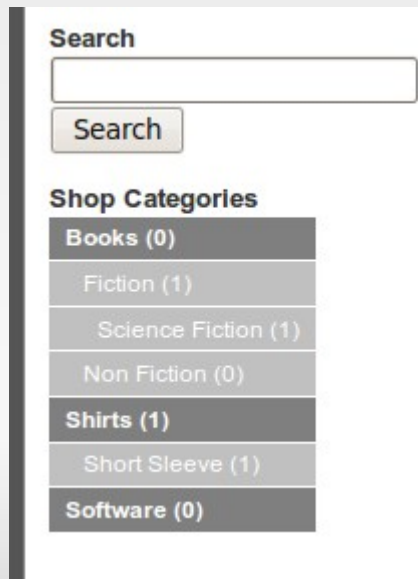 Search
Search
Shop Categories
Books (0)
Fiction (1)
Science Fiction (1)
Non Fiction (0)
Shirts (1)
Short Sleeve (1)
Software (0)